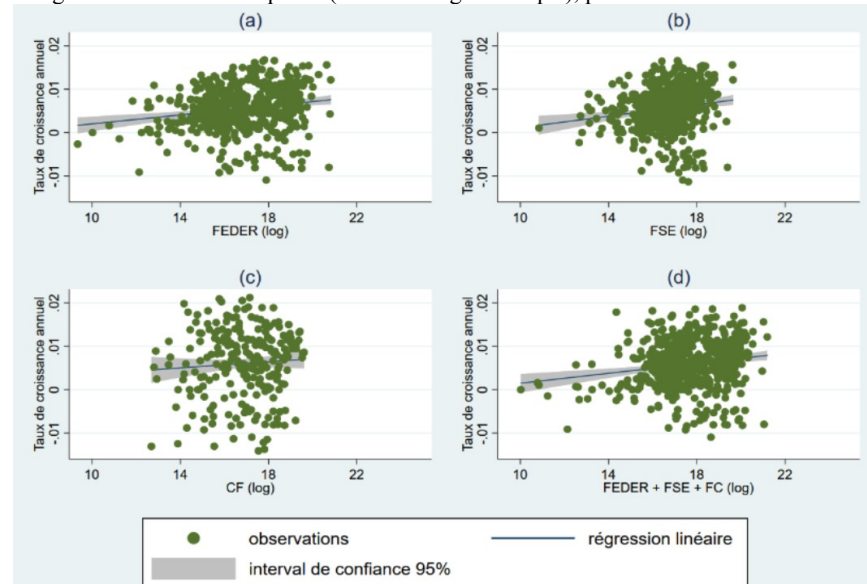 (a)
(b)
Taux de croissance annuel
-.01 0 .01 .02
10 14 18 22
FEDER (log)
Taux de croissance annuel
-.01 0 .01 .02
10 14 18 22
FSE (log)
(c)
(d)
Taux de croissance annuel
-.01 0 .01 .02
10 14 18 22
CF (log)
Taux de croissance annuel
-.01 0 .01 .02
10 14 18 22
FEDER + FSE + FC (log)
observations
régression linéaire
interval de confiance 95%